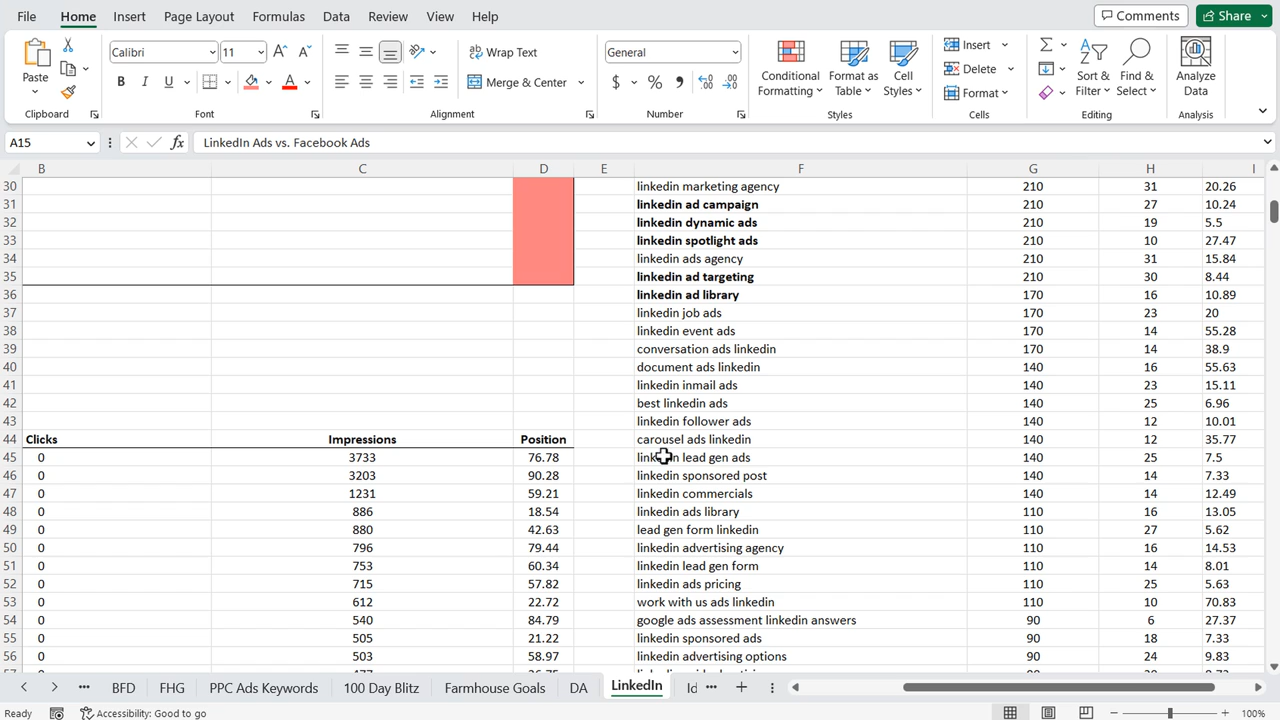 File Home Insert Page Layout Formulas Data Review View Help Comments Share
Paste
Clipboard
Calibri 11
B I U A
Font
Wrap Text
Merge & Center
Alignment
General
$ % ,
Number
Conditional Formatting
Format as Table
Cell Styles
Styles
Insert
Delete
Format
Cells
Sort & Filter
Find & Select
Editing
Analyze Data
Analysis
A15 fx LinkedIn Ads vs. Facebook Ads
B C D E F G H I
30 linkedin marketing agency 210 31 20.26
31 linkedin ad campaign 210 27 10.24
32 linkedin dynamic ads 210 19 5.5
33 linkedin spotlight ads 210 10 27.47
34 linkedin ads agency 210 31 15.84
35 linkedin ad targeting 210 30 8.44
36 linkedin ad library 170 16 10.89
37 linkedin job ads 170 23 20
38 linkedin event ads 170 14 55.28
39 conversation ads linkedin 170 14 38.9
40 document ads linkedin 140 16 55.63
41 linkedin inmail ads 140 23 15.11
42 best linkedin ads 140 25 6.96
43 linkedin follower ads 140 12 10.01
44 Clicks Impressions Position carousel ads linkedin 140 12 35.77
45 0 3733 76.78 linkedin lead gen ads 140 25 7.5
46 0 3203 90.28 linkedin sponsored post 140 14 7.33
47 0 1231 59.21 linkedin commercials 140 14 12.49
48 0 886 18.54 linkedin ads library 110 16 13.05
49 0 880 42.63 lead gen form linkedin 110 27 5.62
50 0 796 79.44 linkedin advertising agency 110 16 14.53
51 0 753 60.34 linkedin lead gen form 110 14 8.01
52 0 715 57.82 linkedin ads pricing 110 25 5.63
53 0 612 22.72 work with us ads linkedin 110 10 70.83
54 0 540 84.79 google ads assessment linkedin answers 90 6 27.37
55 0 505 21.22 linkedin sponsored ads 90 18 7.33
56 0 503 58.97 linkedin advertising options 90 24 9.83
BFD FHG PPC Ads Keywords 100 Day Blitz Farmhouse Goals DA LinkedIn Id
Ready Accessibility: Good to go 100%